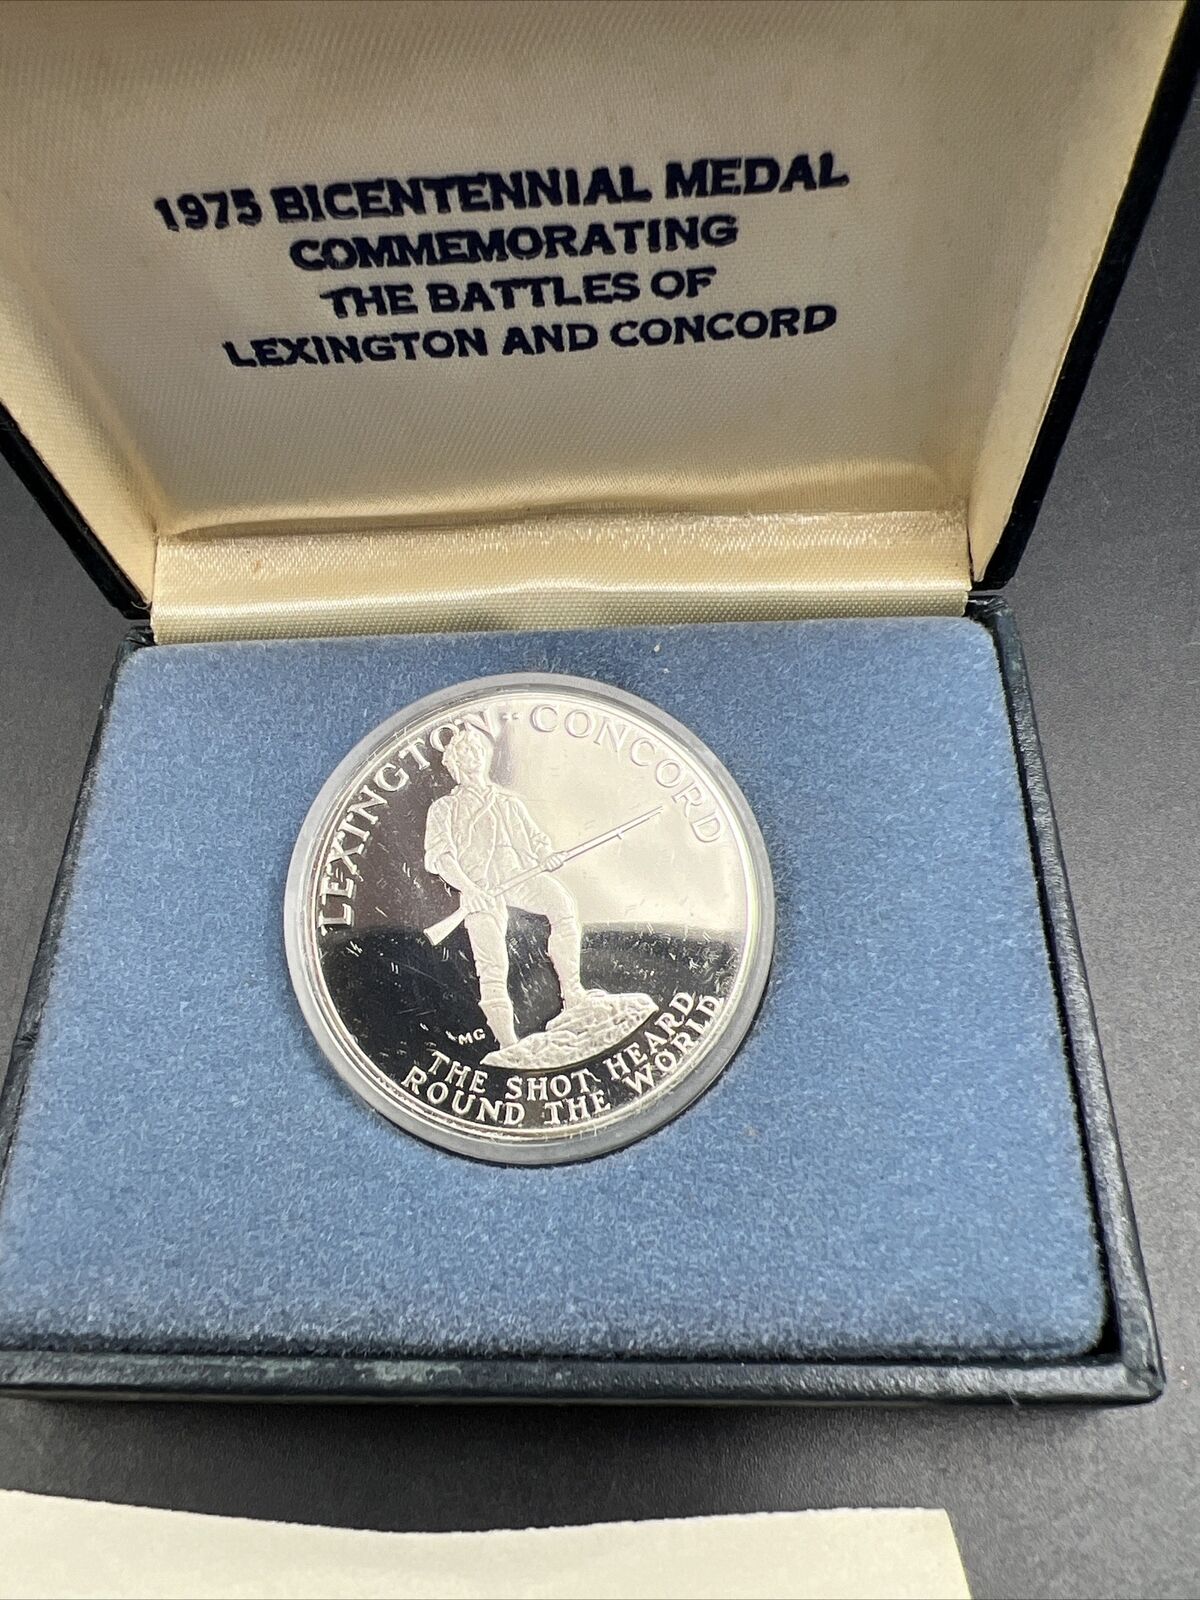 1975 BICENTENNIAL MEDAL
COMMEMORATING
THE BATTLES OF
LEXINGTON AND CONCORD
LEXINGTON·CONCORD
MG
THE SHOT HEARD
ROUND THE WORLD